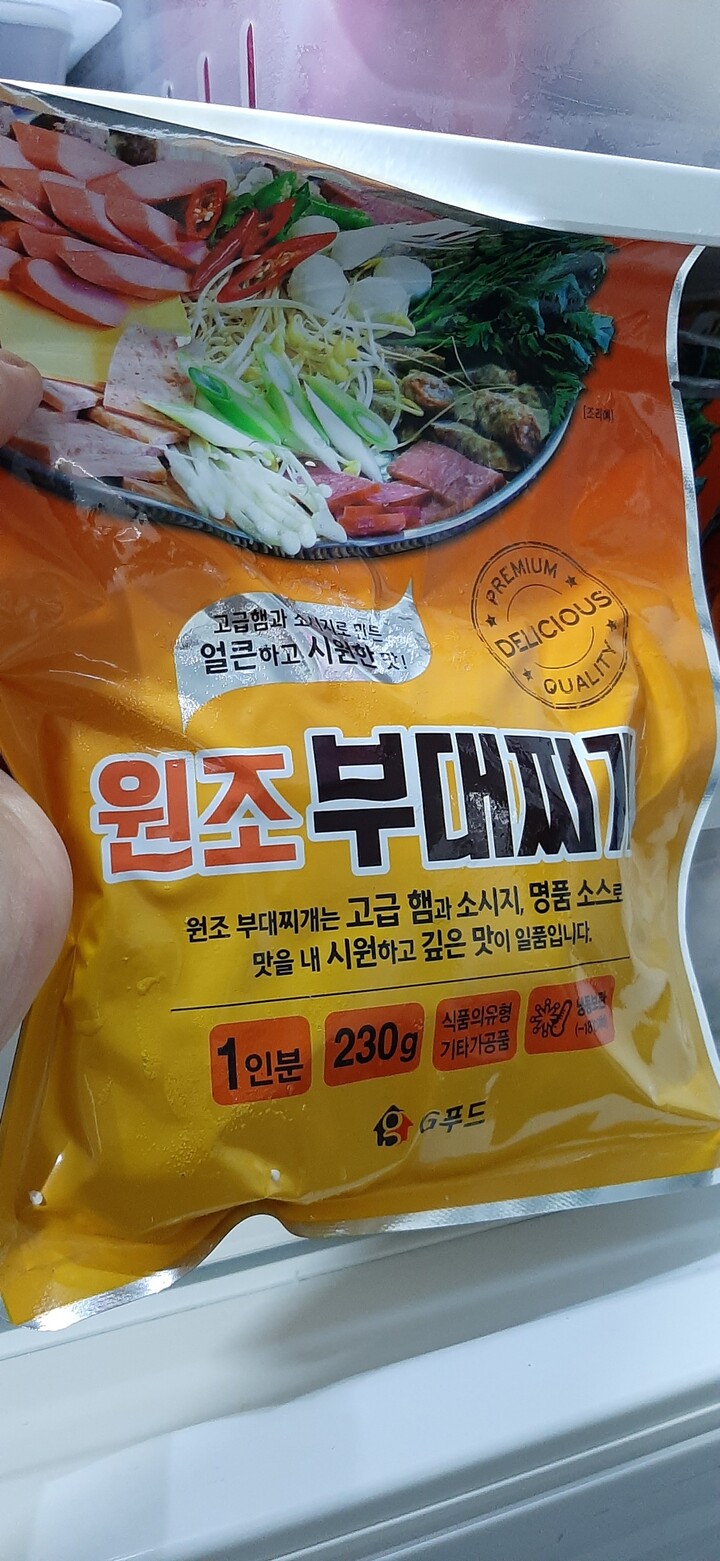 [조리예]
고급햄과 소시지로 만든
얼큰하고 시원한 맛!
PREMIUM
DELICIOUS
QUALITY
원조 부대찌개
원조 부대찌개는 고급 햄과 소시지, 명품 소스로
맛을 내 시원하고 깊은 맛이 일품입니다.
1인분
230g
식품의유형
기타가공품
냉동보관
G푸드